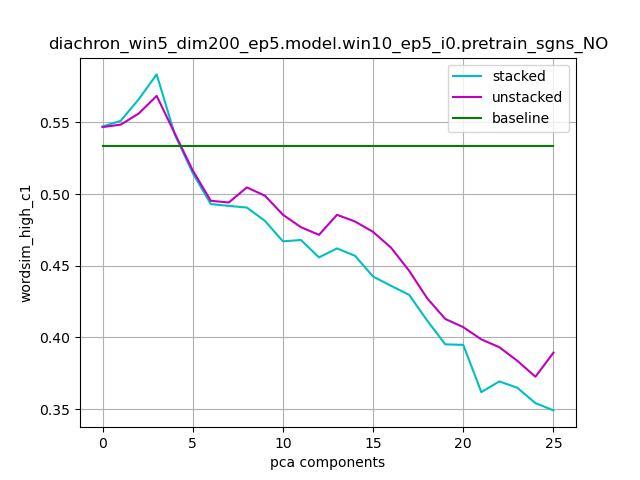 diachron_win5_dim200_ep5.model.win10_ep5_i0.pretrain_sgns_NO
stacked
unstacked
baseline
wordsim_high_c1
0.55
0.50
0.45
0.40
0.35
0
5
10
15
20
25
pca components